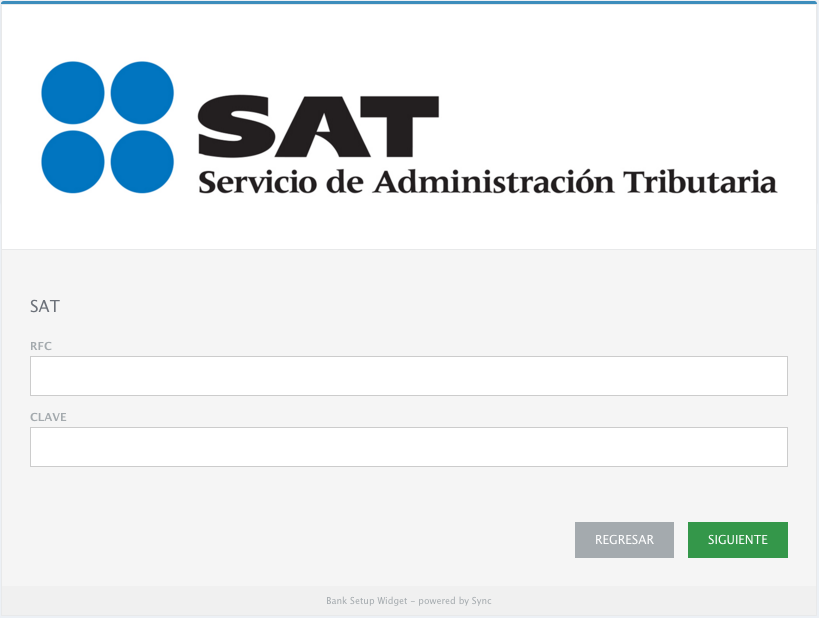 SAT
Servicio de Administración Tributaria
SAT
RFC
CLAVE
REGRESAR
SIGUIENTE
Bank Setup Widget – powered by Sync